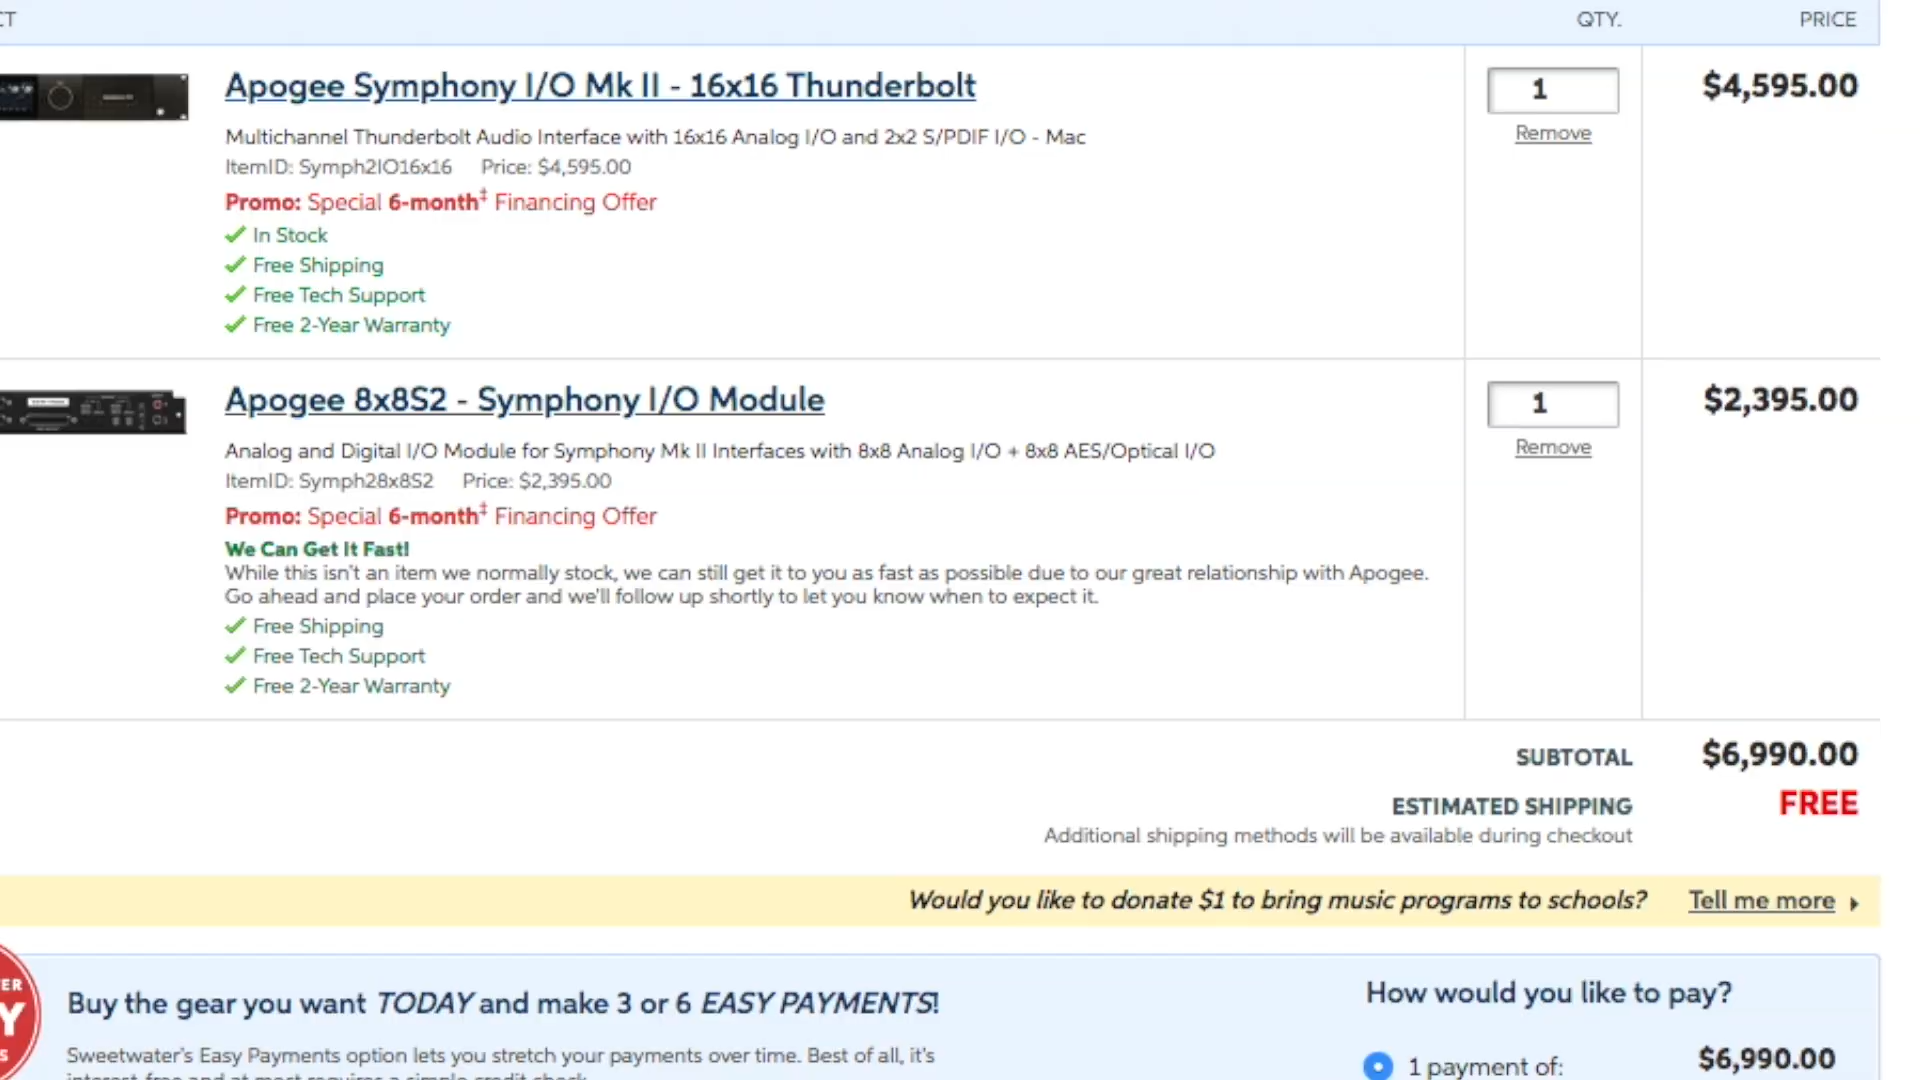 CT QTY. PRICE
Apogee Symphony I/O Mk II - 16x16 Thunderbolt 1 $4,595.00
Remove
Multichannel Thunderbolt Audio Interface with 16x16 Analog I/O and 2x2 S/PDIF I/O - Mac
ItemID: Symph2IO16x16 Price: $4,595.00
Promo: Special 6-month‡ Financing Offer
In Stock
Free Shipping
Free Tech Support
Free 2-Year Warranty
Apogee 8x8S2 - Symphony I/O Module 1 $2,395.00
Remove
Analog and Digital I/O Module for Symphony Mk II Interfaces with 8x8 Analog I/O + 8x8 AES/Optical I/O
ItemID: Symph28x8S2 Price: $2,395.00
Promo: Special 6-month‡ Financing Offer
We Can Get It Fast!
While this isn't an item we normally stock, we can still get it to you as fast as possible due to our great relationship with Apogee.
Go ahead and place your order and we'll follow up shortly to let you know when to expect it.
Free Shipping
Free Tech Support
Free 2-Year Warranty
SUBTOTAL $6,990.00
ESTIMATED SHIPPING FREE
Additional shipping methods will be available during checkout
Would you like to donate $1 to bring music programs to schools? Tell me more
ER
Y
S
Buy the gear you want TODAY and make 3 or 6 EASY PAYMENTS!
Sweetwater's Easy Payments option lets you stretch your payments over time. Best of all, it's
interest-free and at most requires a simple credit check.
How would you like to pay?
1 payment of: $6,990.00